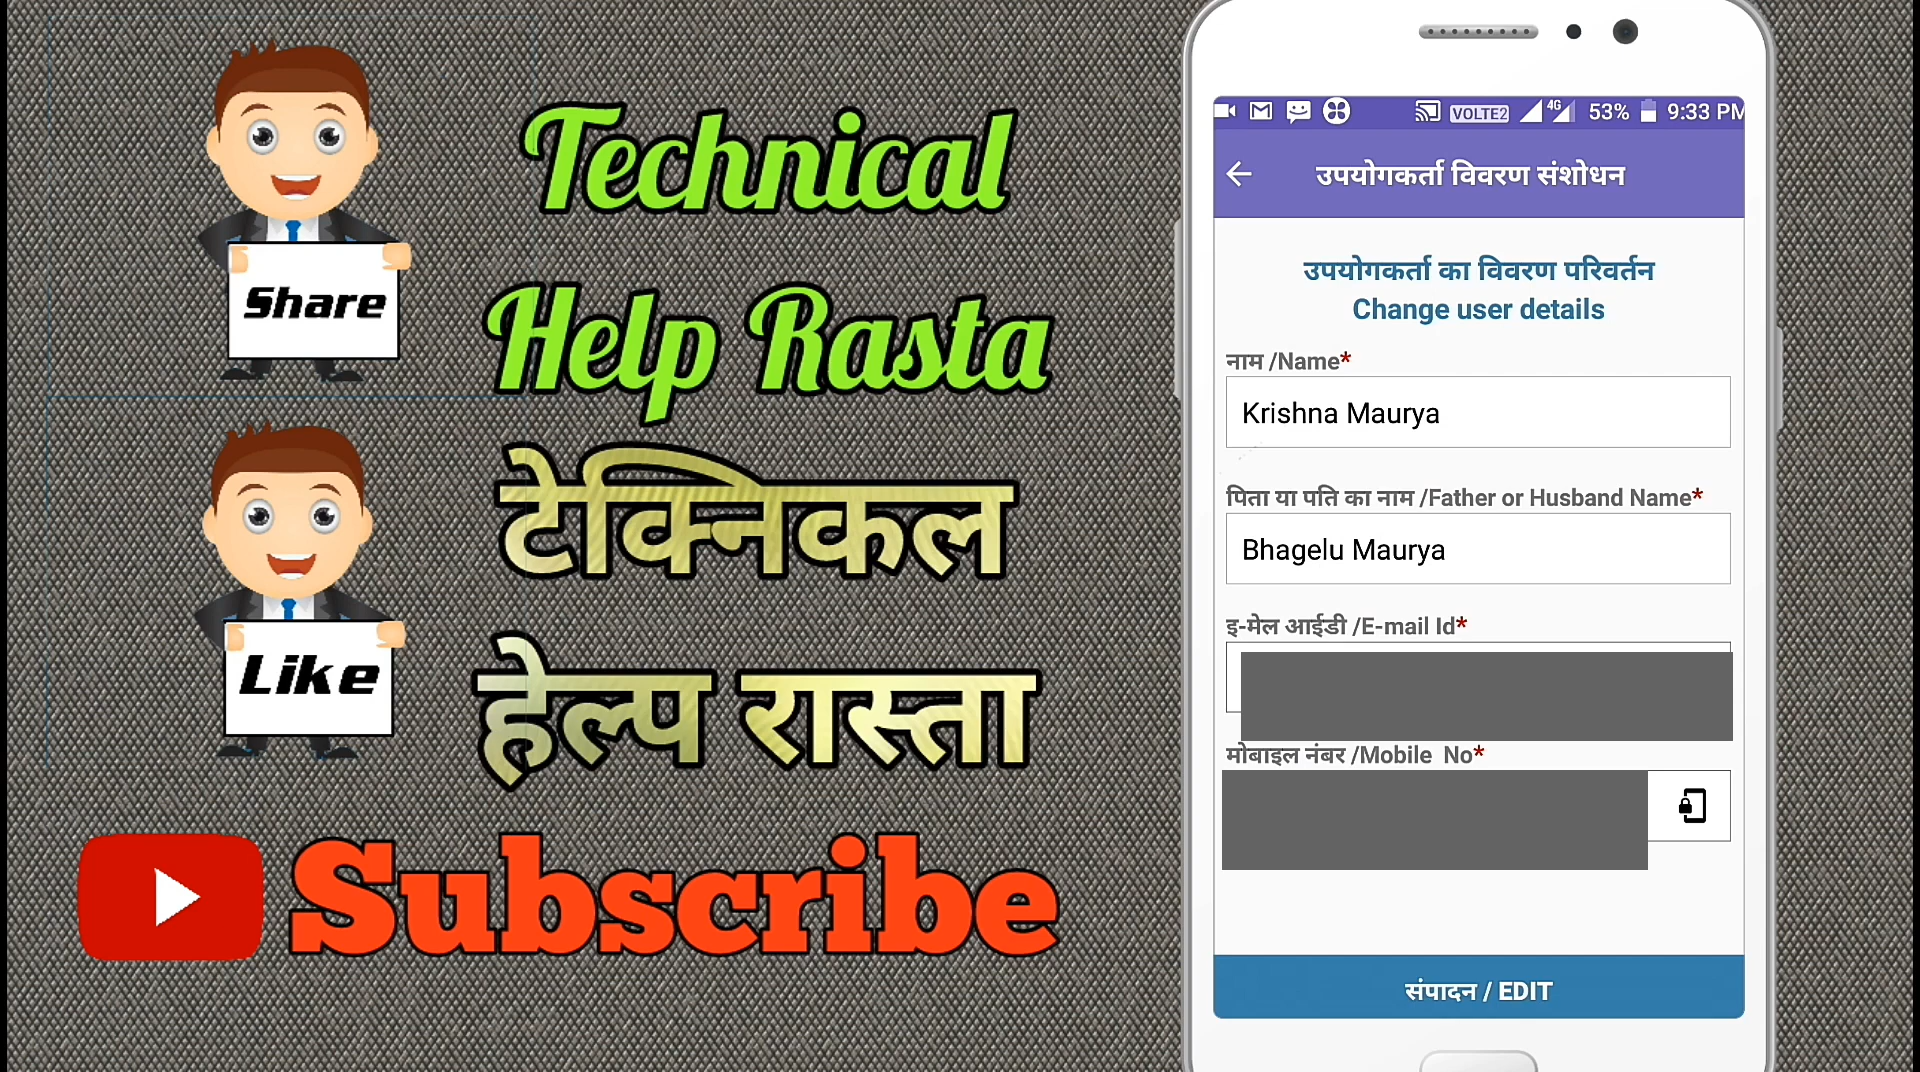 Share
Technical
Help Rasta
Like
टेक्निकल
हेल्प रास्ता
Subscribe
VOLTE2 4G 53% 9:33 PM
उपयोगकर्ता विवरण संशोधन
उपयोगकर्ता का विवरण परिवर्तन
Change user details
नाम /Name*
Krishna Maurya
पिता या पति का नाम /Father or Husband Name*
Bhagelu Maurya
इ-मेल आईडी /E-mail Id*
मोबाइल नंबर /Mobile No*
संपादन / EDIT